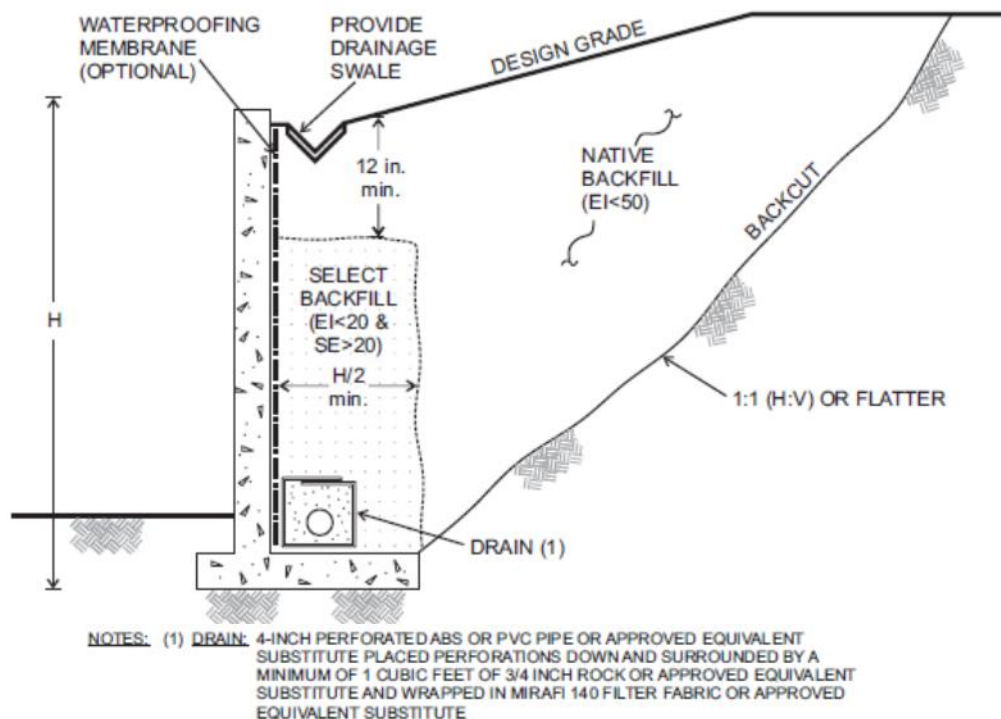 WATERPROOFING
MEMBRANE
(OPTIONAL)
PROVIDE
DRAINAGE
SWALE
DESIGN GRADE
12 in.
min.
NATIVE
BACKFILL
(EI<50)
BACKCUT
H
SELECT
BACKFILL
(EI<20 &
SE>20)
H/2
min.
1:1 (H:V) OR FLATTER
DRAIN (1)
NOTES: (1) DRAIN: 4-INCH PERFORATED ABS OR PVC PIPE OR APPROVED EQUIVALENT
SUBSTITUTE PLACED PERFORATIONS DOWN AND SURROUNDED BY A
MINIMUM OF 1 CUBIC FEET OF 3/4 INCH ROCK OR APPROVED EQUIVALENT
SUBSTITUTE AND WRAPPED IN MIRAFI 140 FILTER FABRIC OR APPROVED
EQUIVALENT SUBSTITUTE